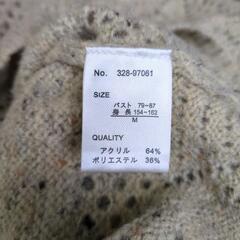 No. 328-97061
SIZE
バスト 79~87
身長 154~162
M
QUALITY
アクリル 64%
ポリエステル 36%